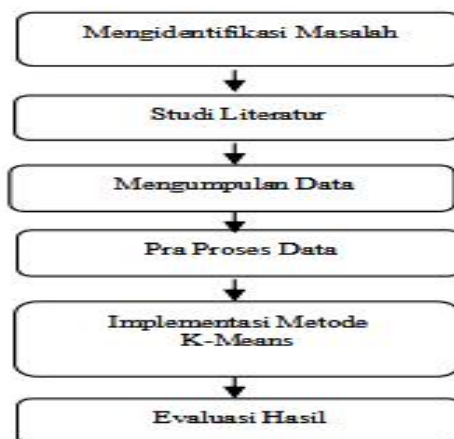 Mengidentifikasi Masalah
Studi Literatur
Mengumpulan Data
Pra Proses Data
Implementasi Metode
K-Means
Evaluasi Hasil